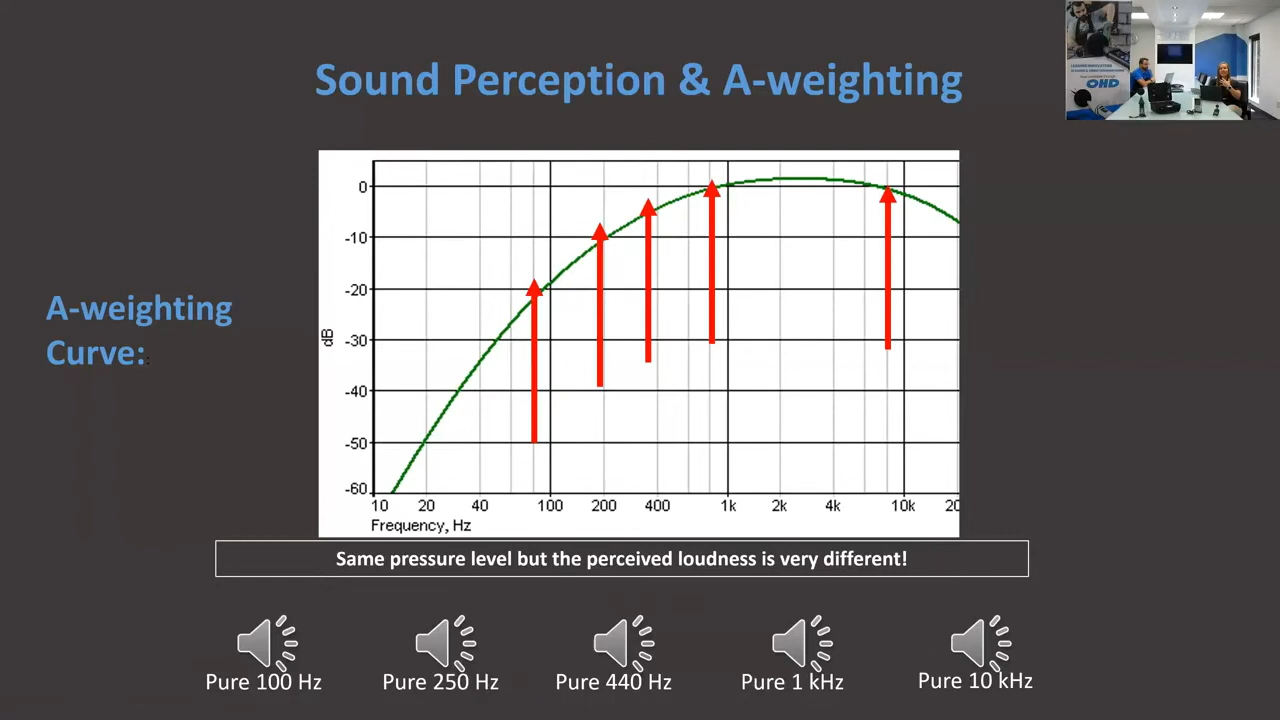 Sound Perception & A-weighting
OHD
A-weighting
Curve:
0
-10
-20
-30
-40
-50
-60
dB
10 20 40 100 200 400 1k 2k 4k 10k 20
Frequency, Hz
Same pressure level but the perceived loudness is very different!
Pure 100 Hz Pure 250 Hz Pure 440 Hz Pure 1 kHz Pure 10 kHz